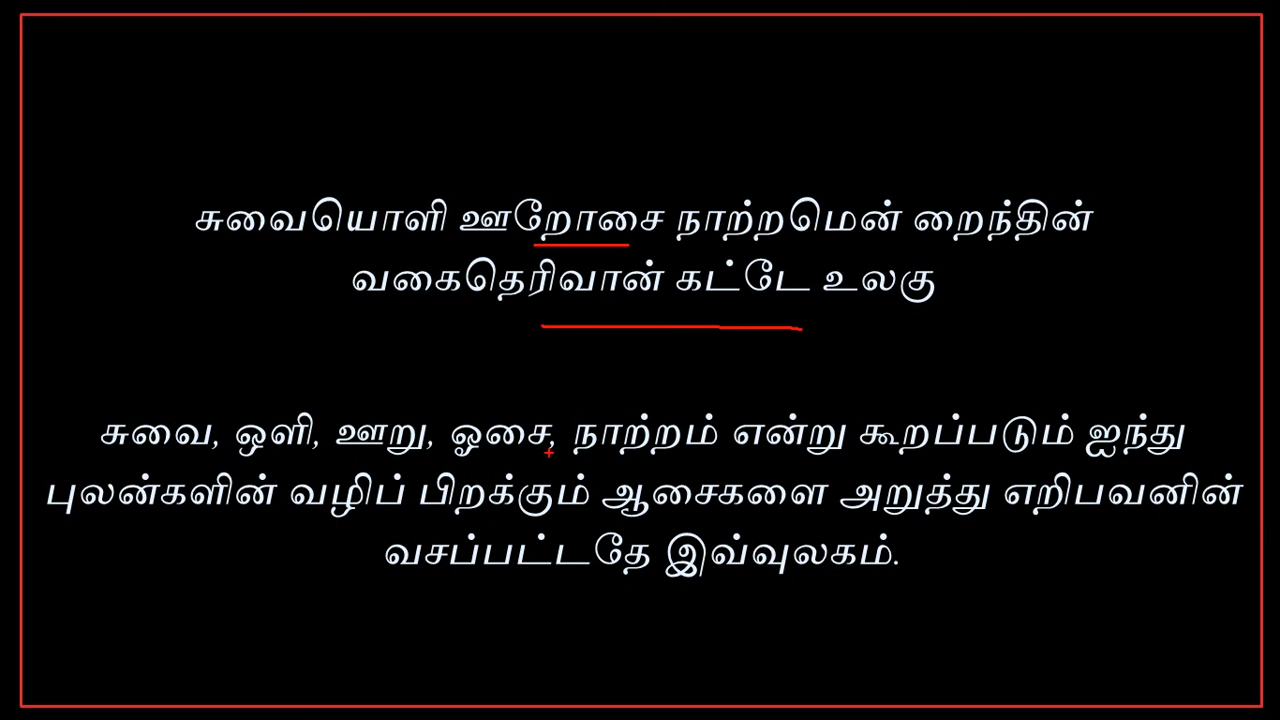 சுவையொளி ஊறோசை நாற்றமென் றைந்தின்
வகைதெரிவான் கட்டே உலகு
சுவை, ஒளி, ஊறு, ஓசை, நாற்றம் என்று கூறப்படும் ஐந்து
புலன்களின் வழிப் பிறக்கும் ஆசைகளை அறுத்து எறிபவனின்
வசப்பட்டதே இவ்வுலகம்.